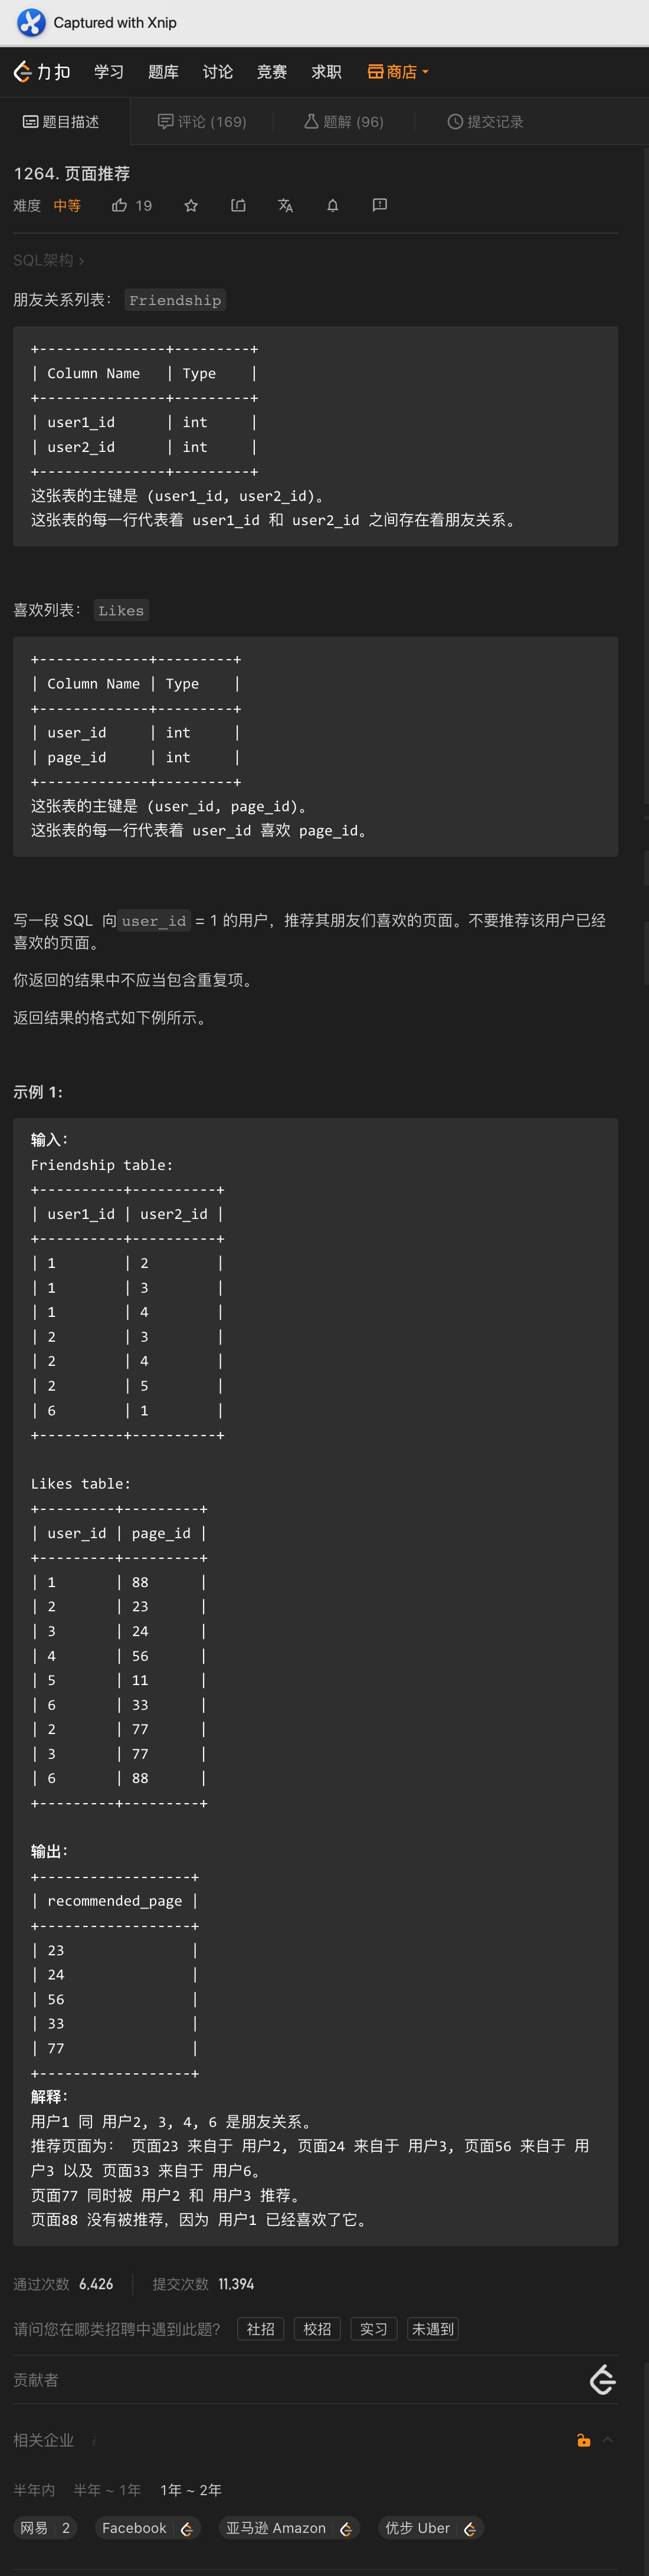 Captured with Xnip
力扣 学习 题库 讨论 竞赛 求职 商店
题目描述 评论 (169) 题解 (96) 提交记录
1264. 页面推荐
难度 中等 19
SQL架构 ›
朋友关系列表： Friendship
+---------------+---------+
| Column Name   | Type    |
+---------------+---------+
| user1_id      | int     |
| user2_id      | int     |
+---------------+---------+
这张表的主键是 (user1_id, user2_id)。
这张表的每一行代表着 user1_id 和 user2_id 之间存在着朋友关系。
喜欢列表： Likes
+-------------+---------+
| Column Name | Type    |
+-------------+---------+
| user_id     | int     |
| page_id     | int     |
+-------------+---------+
这张表的主键是 (user_id, page_id)。
这张表的每一行代表着 user_id 喜欢 page_id。
写一段 SQL 向user_id = 1 的用户，推荐其朋友们喜欢的页面。不要推荐该用户已经
喜欢的页面。
你返回的结果中不应当包含重复项。
返回结果的格式如下例所示。
示例 1:
输入：
Friendship table:
+----------+----------+
| user1_id | user2_id |
+----------+----------+
| 1        | 2        |
| 1        | 3        |
| 1        | 4        |
| 2        | 3        |
| 2        | 4        |
| 2        | 5        |
| 6        | 1        |
+----------+----------+
Likes table:
+---------+---------+
| user_id | page_id |
+---------+---------+
| 1       | 88      |
| 2       | 23      |
| 3       | 24      |
| 4       | 56      |
| 5       | 11      |
| 6       | 33      |
| 2       | 77      |
| 3       | 77      |
| 6       | 88      |
+---------+---------+
输出：
+------------------+
| recommended_page |
+------------------+
| 23               |
| 24               |
| 56               |
| 33               |
| 77               |
+------------------+
解释：
用户1 同 用户2, 3, 4, 6 是朋友关系。
推荐页面为： 页面23 来自于 用户2, 页面24 来自于 用户3, 页面56 来自于 用
户3 以及 页面33 来自于 用户6。
页面77 同时被 用户2 和 用户3 推荐。
页面88 没有被推荐，因为 用户1 已经喜欢了它。
通过次数 6,426 提交次数 11,394
请问您在哪类招聘中遇到此题? 社招 校招 实习 未遇到
贡献者
相关企业 i
半年内 半年 ~ 1年 1年 ~ 2年
网易 2 Facebook 亚马逊 Amazon 优步 Uber